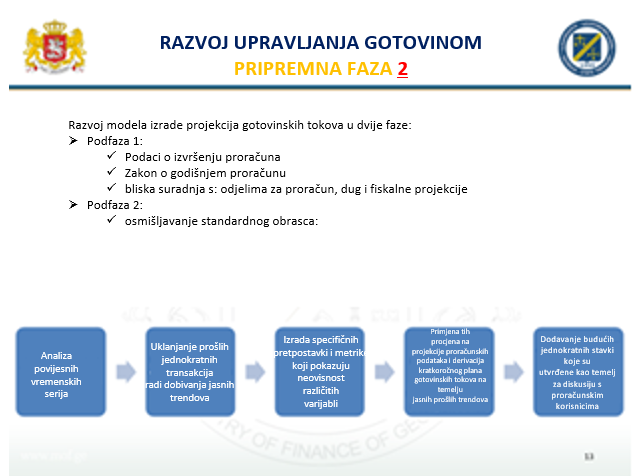 RAZVOJ UPRAVLJANJA GOTOVINOM
PRIPREMNA FAZA 2
Razvoj modela izrade projekcija gotovinskih tokova u dvije faze:
➢ Podfaza 1:
✓ Podaci o izvršenju proračuna
✓ Zakon o godišnjem proračunu
✓ bliska suradnja s: odjelima za proračun, dug i fiskalne projekcije
➢ Podfaza 2:
✓ osmišljavanje standardnog obrasca:
Analiza
povijesnih
vremenskih
serija
Uklanjanje prošlih
jednokratnih
transakcija
radi dobivanja jasnih
trendova
Izrada specifičnih
pretpostavki i metrika
koji pokazuju
neovisnost
različitih
varijabli
Primjena tih
procjena na
projekcije proračunskih
podataka i derivacija
kratkoročnog plana
gotovinskih tokova na
temelju
jasnih prošlih trendova
Dodavanje budućih
jednokratnih stavki
koje su
utvrđene kao temelj
za diskusiju s
proračunskim
korisnicima
RY OF FINANCE OF GE
13